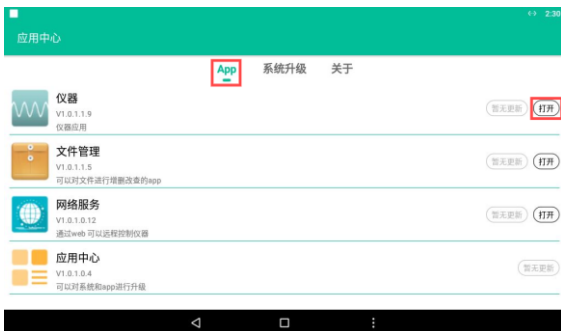 2:30
应用中心
App 系统升级 关于
仪器
V1.0.1.1.9
暂无更新 打开
仪器应用
文件管理
V1.0.1.1.5
暂无更新 打开
可以对文件进行增删改查的app
网络服务
V1.0.1.0.12
暂无更新 打开
通过web 可以远程控制仪器
应用中心
V1.0.1.0.4
暂无更新
可以对系统和app进行升级